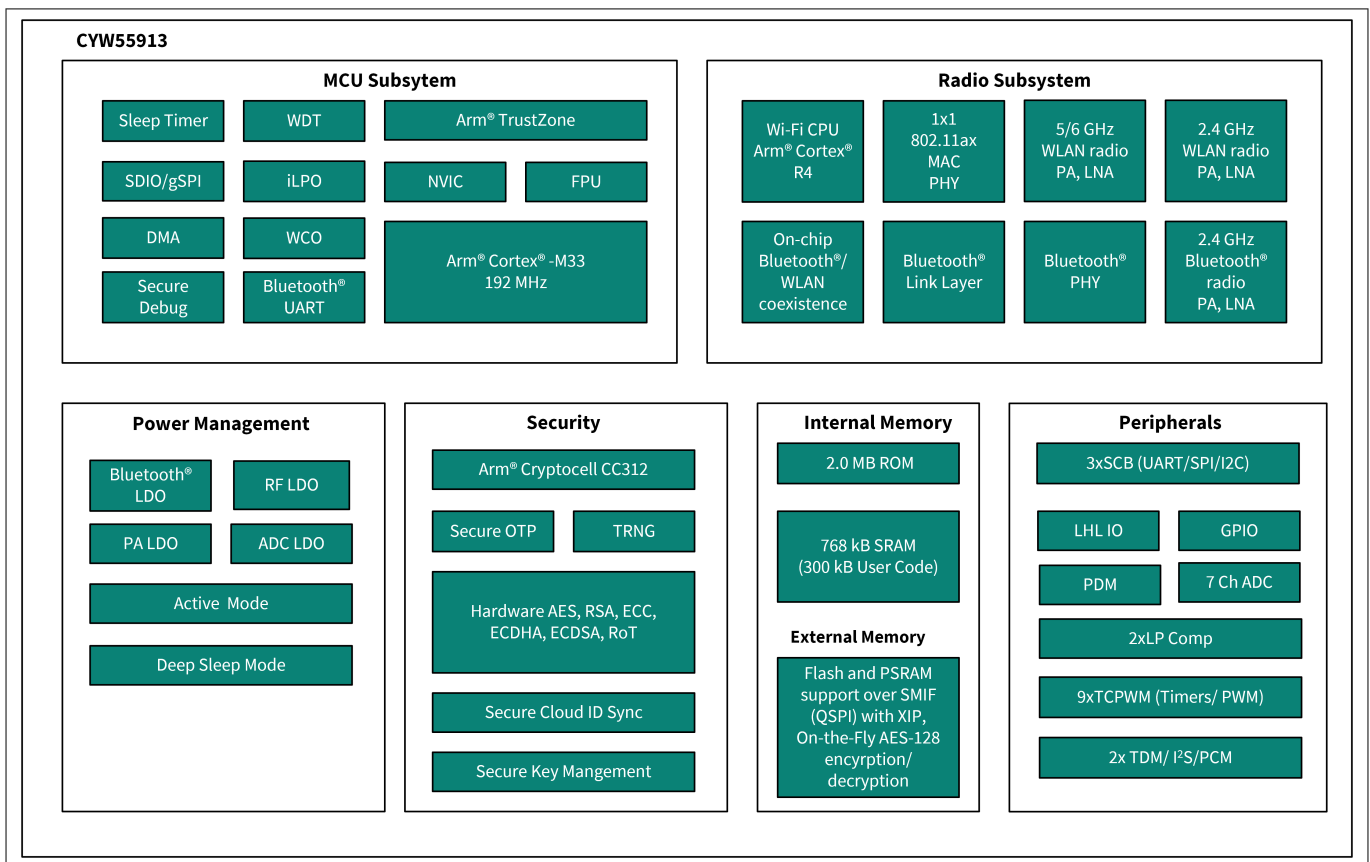 CYW55913
MCU Subsytem
Sleep Timer
WDT
Arm® TrustZone
SDIO/gSPI
iLPO
NVIC
FPU
DMA
WCO
Arm® Cortex® -M33
192 MHz
Secure
Debug
Bluetooth®
UART
Radio Subsystem
Wi-Fi CPU
Arm® Cortex®
R4
1x1
802.11ax
MAC
PHY
5/6 GHz
WLAN radio
PA, LNA
2.4 GHz
WLAN radio
PA, LNA
On-chip
Bluetooth®/
WLAN
coexistence
Bluetooth®
Link Layer
Bluetooth®
PHY
2.4 GHz
Bluetooth®
radio
PA, LNA
Power Management
Bluetooth®
LDO
RF LDO
PA LDO
ADC LDO
Active Mode
Deep Sleep Mode
Security
Arm® Cryptocell CC312
Secure OTP
TRNG
Hardware AES, RSA, ECC,
ECDHA, ECDSA, RoT
Secure Cloud ID Sync
Secure Key Mangement
Internal Memory
2.0 MB ROM
768 kB SRAM
(300 kB User Code)
External Memory
Flash and PSRAM
support over SMIF
(QSPI) with XIP,
On-the-Fly AES-128
encyrption/
decryption
Peripherals
3xSCB (UART/SPI/I2C)
LHL IO
GPIO
PDM
7 Ch ADC
2xLP Comp
9xTCPWM (Timers/ PWM)
2x TDM/ I²S/PCM